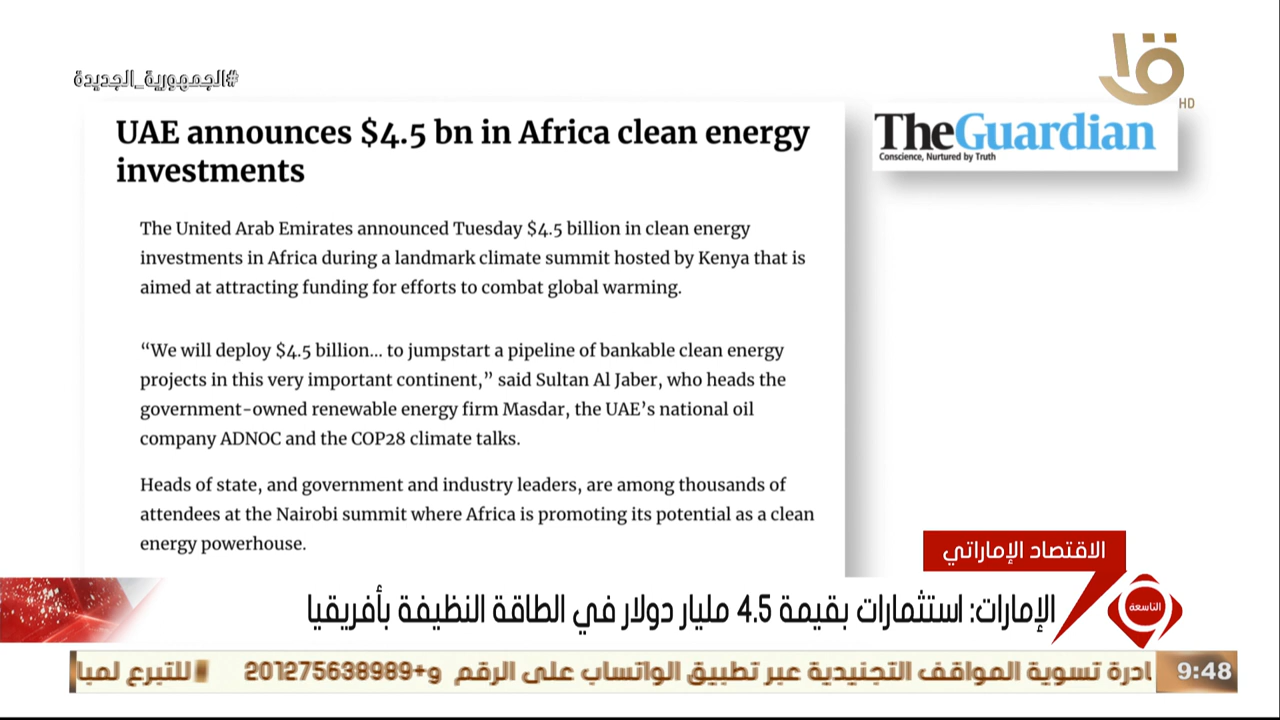 #الجمهورية_الجديدة
الأولى
HD
UAE announces $4.5 bn in Africa clean energy
investments
TheGuardian
Conscience, Nurtured by Truth
The United Arab Emirates announced Tuesday $4.5 billion in clean energy
investments in Africa during a landmark climate summit hosted by Kenya that is
aimed at attracting funding for efforts to combat global warming.
“We will deploy $4.5 billion... to jumpstart a pipeline of bankable clean energy
projects in this very important continent,” said Sultan Al Jaber, who heads the
government-owned renewable energy firm Masdar, the UAE’s national oil
company ADNOC and the COP28 climate talks.
Heads of state, and government and industry leaders, are among thousands of
attendees at the Nairobi summit where Africa is promoting its potential as a clean
energy powerhouse.
الاقتصاد الإماراتي
الإمارات: استثمارات بقيمة 4.5 مليار دولار في الطاقة النظيفة بأفريقيا
التاسعة
ادرة تسوية المواقف التجنيدية عبر تطبيق الواتساب على الرقم و+201275638989 للتبرع لمبا
9:48